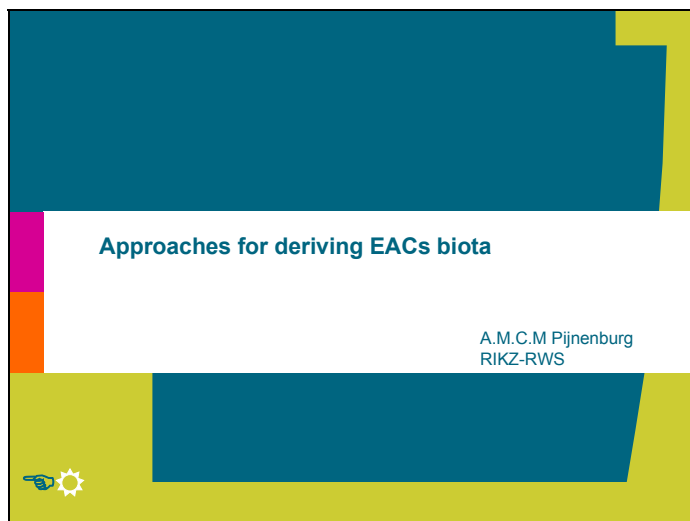 Approaches for deriving EACs biota
A.M.C.M Pijnenburg
RIKZ-RWS